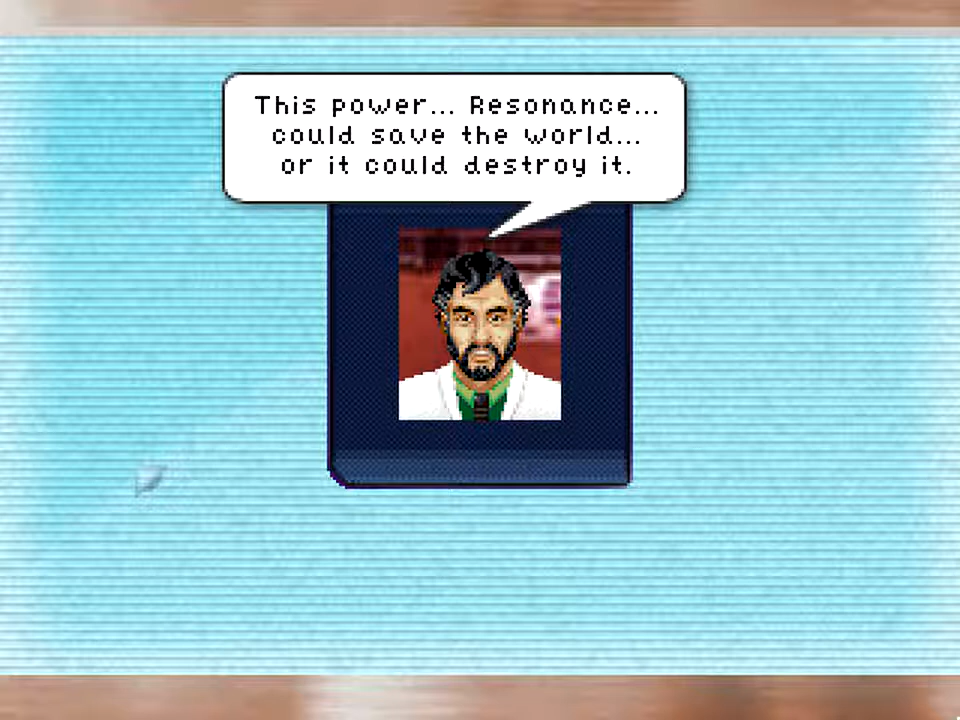 This power... Resonance...
could save the world...
or it could destroy it.